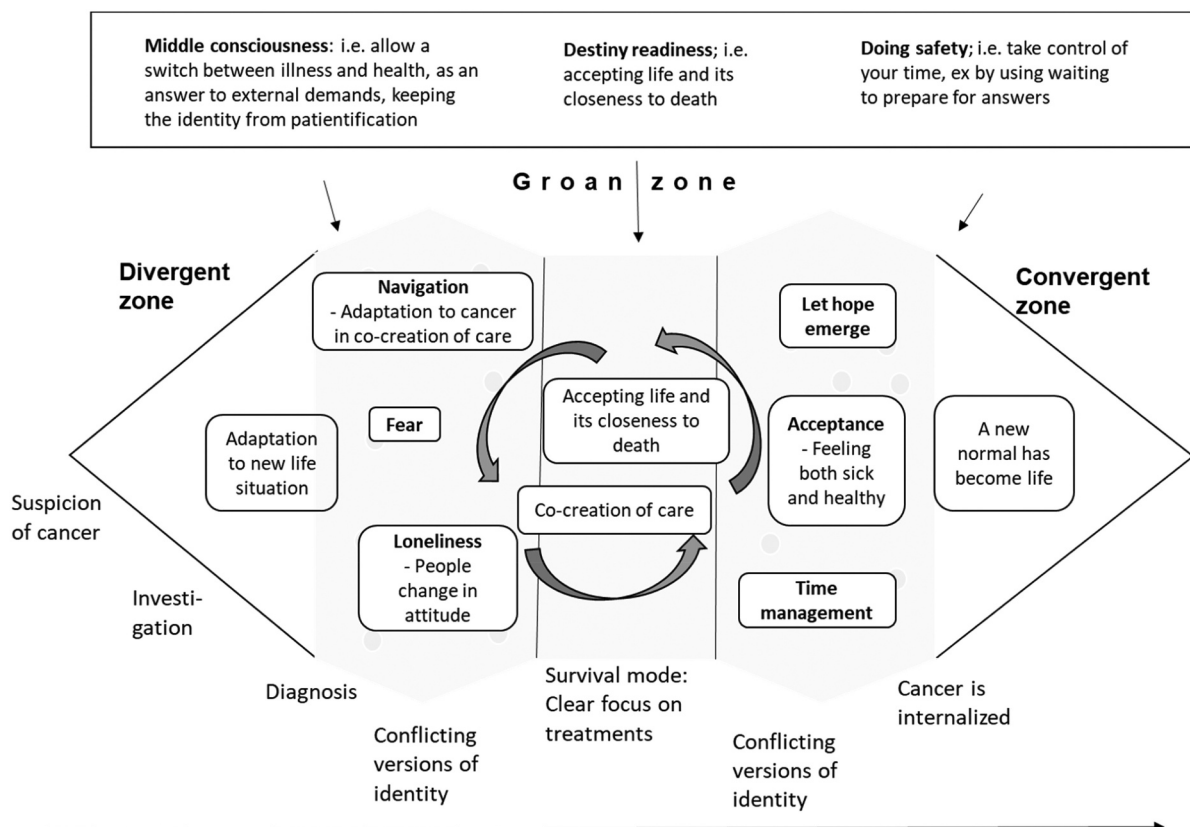 Middle consciousness: i.e. allow a
switch between illness and health, as an
answer to external demands, keeping
the identity from patientification
Destiny readiness; i.e.
accepting life and its
closeness to death
Doing safety; i.e. take control of
your time, ex by using waiting
to prepare for answers
Groan zone
Divergent
zone
Convergent
zone
Navigation
- Adaptation to cancer
in co-creation of care
Let hope
emerge
Fear
Accepting life and
its closeness to
death
Acceptance
- Feeling
both sick
and healthy
Adaptation
to new life
situation
A new
normal has
become life
Suspicion
of cancer
Co-creation of care
Loneliness
- People
change in
attitude
Time
management
Investi-
gation
Diagnosis
Survival mode:
Clear focus on
treatments
Cancer is
internalized
Conflicting
versions of
identity
Conflicting
versions of
identity